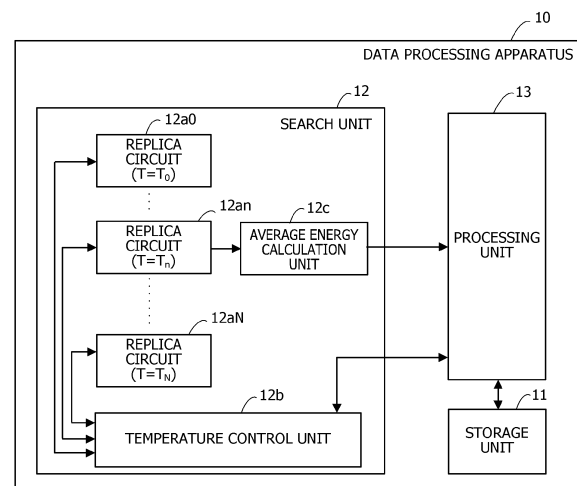 10
DATA PROCESSING APPARATUS
12
SEARCH UNIT
13
12a0
REPLICA
CIRCUIT
(T=T₀)
12an
REPLICA
CIRCUIT
(T=Tₙ)
12c
AVERAGE ENERGY
CALCULATION
UNIT
PROCESSING
UNIT
12aN
REPLICA
CIRCUIT
(T=T_N)
12b
TEMPERATURE CONTROL UNIT
11
STORAGE
UNIT